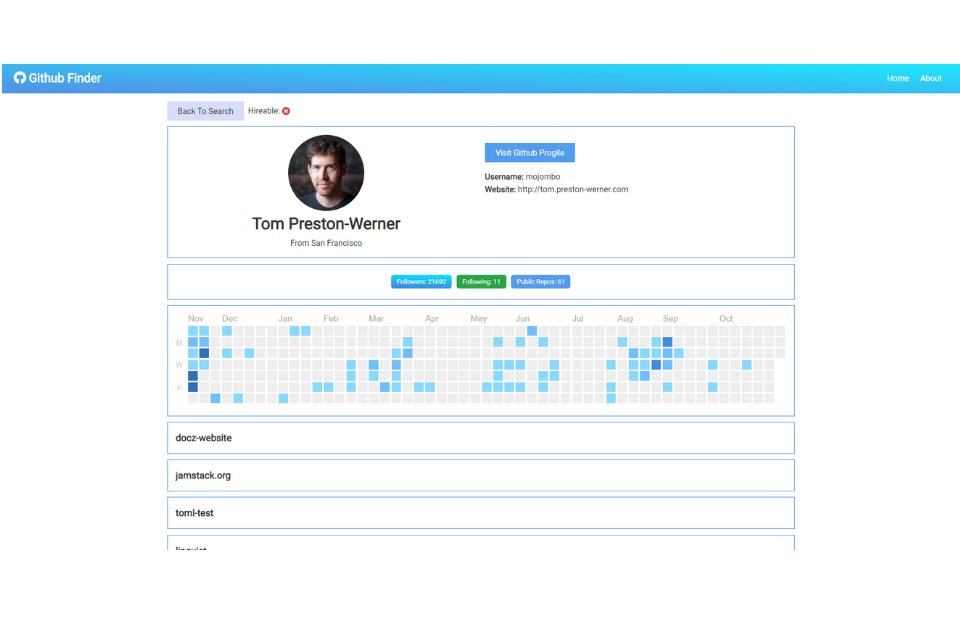 Github Finder Home About
Back To Search Hireable:
Visit Github Progile
Username: mojombo
Website: http://tom.preston-werner.com
Tom Preston-Werner
From San Francisco
Followers: 21692 Following: 11 Public Repos: 61
Nov Dec Jan Feb Mar Apr May Jun Jul Aug Sep Oct
M
W
F
docz-website
jamstack.org
toml-test